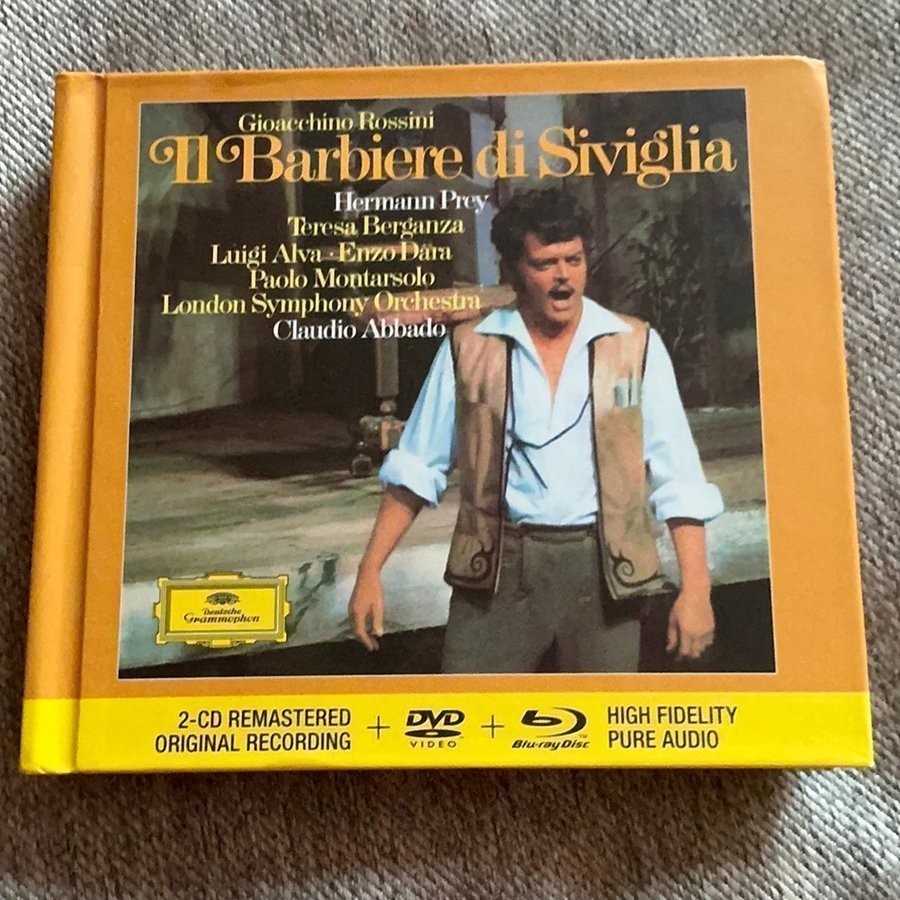 Gioacchino Rossini
Il Barbiere di Siviglia
Hermann Prey
Teresa Berganza
Luigi Alva · Enzo Dara
Paolo Montarsolo
London Symphony Orchestra
Claudio Abbado
Deutsche
Grammophon
2-CD REMASTERED
ORIGINAL RECORDING
+
DVD
VIDEO
+
Blu-ray Disc™
HIGH FIDELITY
PURE AUDIO